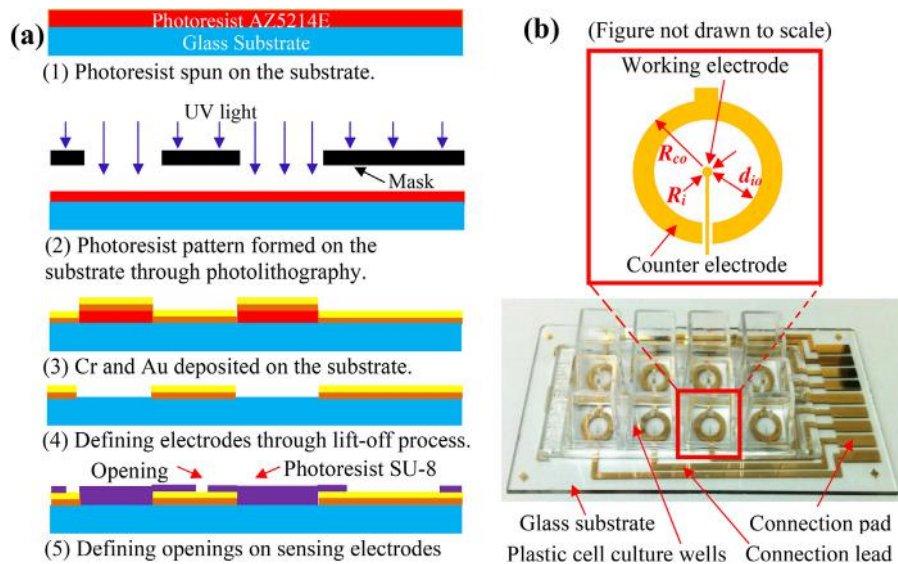 (a)
Photoresist AZ5214E
Glass Substrate
(1) Photoresist spun on the substrate.
UV light
Mask
(2) Photoresist pattern formed on the
substrate through photolithography.
(3) Cr and Au deposited on the substrate.
(4) Defining electrodes through lift-off process.
Opening
Photoresist SU-8
(5) Defining openings on sensing electrodes
(b)
(Figure not drawn to scale)
Working electrode
Rco
dio
Ri
Counter electrode
Glass substrate
Connection pad
Plastic cell culture wells
Connection lead